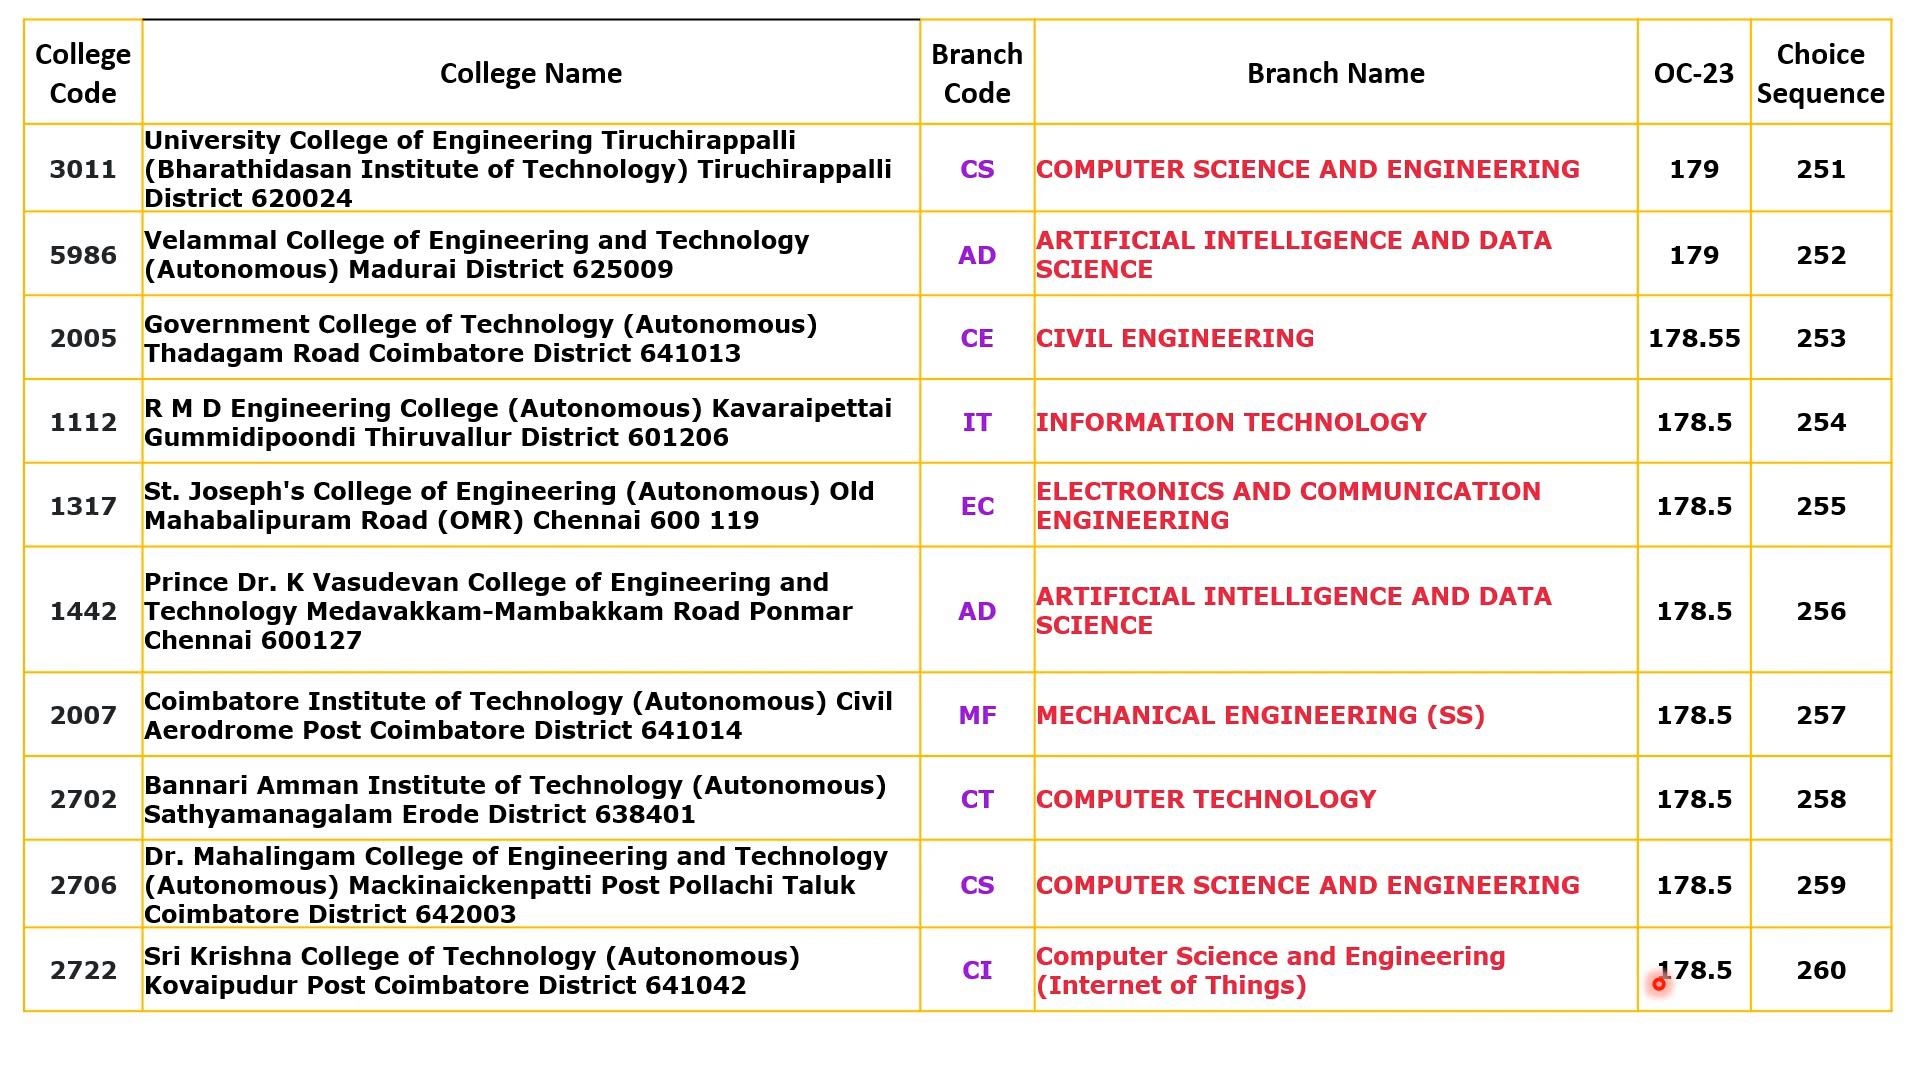 College Code
College Name
Branch Code
Branch Name
OC-23
Choice Sequence
3011
University College of Engineering Tiruchirappalli
(Bharathidasan Institute of Technology) Tiruchirappalli
District 620024
CS
COMPUTER SCIENCE AND ENGINEERING
179
251
5986
Velammal College of Engineering and Technology
(Autonomous) Madurai District 625009
AD
ARTIFICIAL INTELLIGENCE AND DATA
SCIENCE
179
252
2005
Government College of Technology (Autonomous)
Thadagam Road Coimbatore District 641013
CE
CIVIL ENGINEERING
178.55
253
1112
R M D Engineering College (Autonomous) Kavaraipettai
Gummidipoondi Thiruvallur District 601206
IT
INFORMATION TECHNOLOGY
178.5
254
1317
St. Joseph's College of Engineering (Autonomous) Old
Mahabalipuram Road (OMR) Chennai 600 119
EC
ELECTRONICS AND COMMUNICATION
ENGINEERING
178.5
255
1442
Prince Dr. K Vasudevan College of Engineering and
Technology Medavakkam-Mambakkam Road Ponmar
Chennai 600127
AD
ARTIFICIAL INTELLIGENCE AND DATA
SCIENCE
178.5
256
2007
Coimbatore Institute of Technology (Autonomous) Civil
Aerodrome Post Coimbatore District 641014
MF
MECHANICAL ENGINEERING (SS)
178.5
257
2702
Bannari Amman Institute of Technology (Autonomous)
Sathyamanagalam Erode District 638401
CT
COMPUTER TECHNOLOGY
178.5
258
2706
Dr. Mahalingam College of Engineering and Technology
(Autonomous) Mackinaickenpatti Post Pollachi Taluk
Coimbatore District 642003
CS
COMPUTER SCIENCE AND ENGINEERING
178.5
259
2722
Sri Krishna College of Technology (Autonomous)
Kovaipudur Post Coimbatore District 641042
CI
Computer Science and Engineering
(Internet of Things)
178.5
260